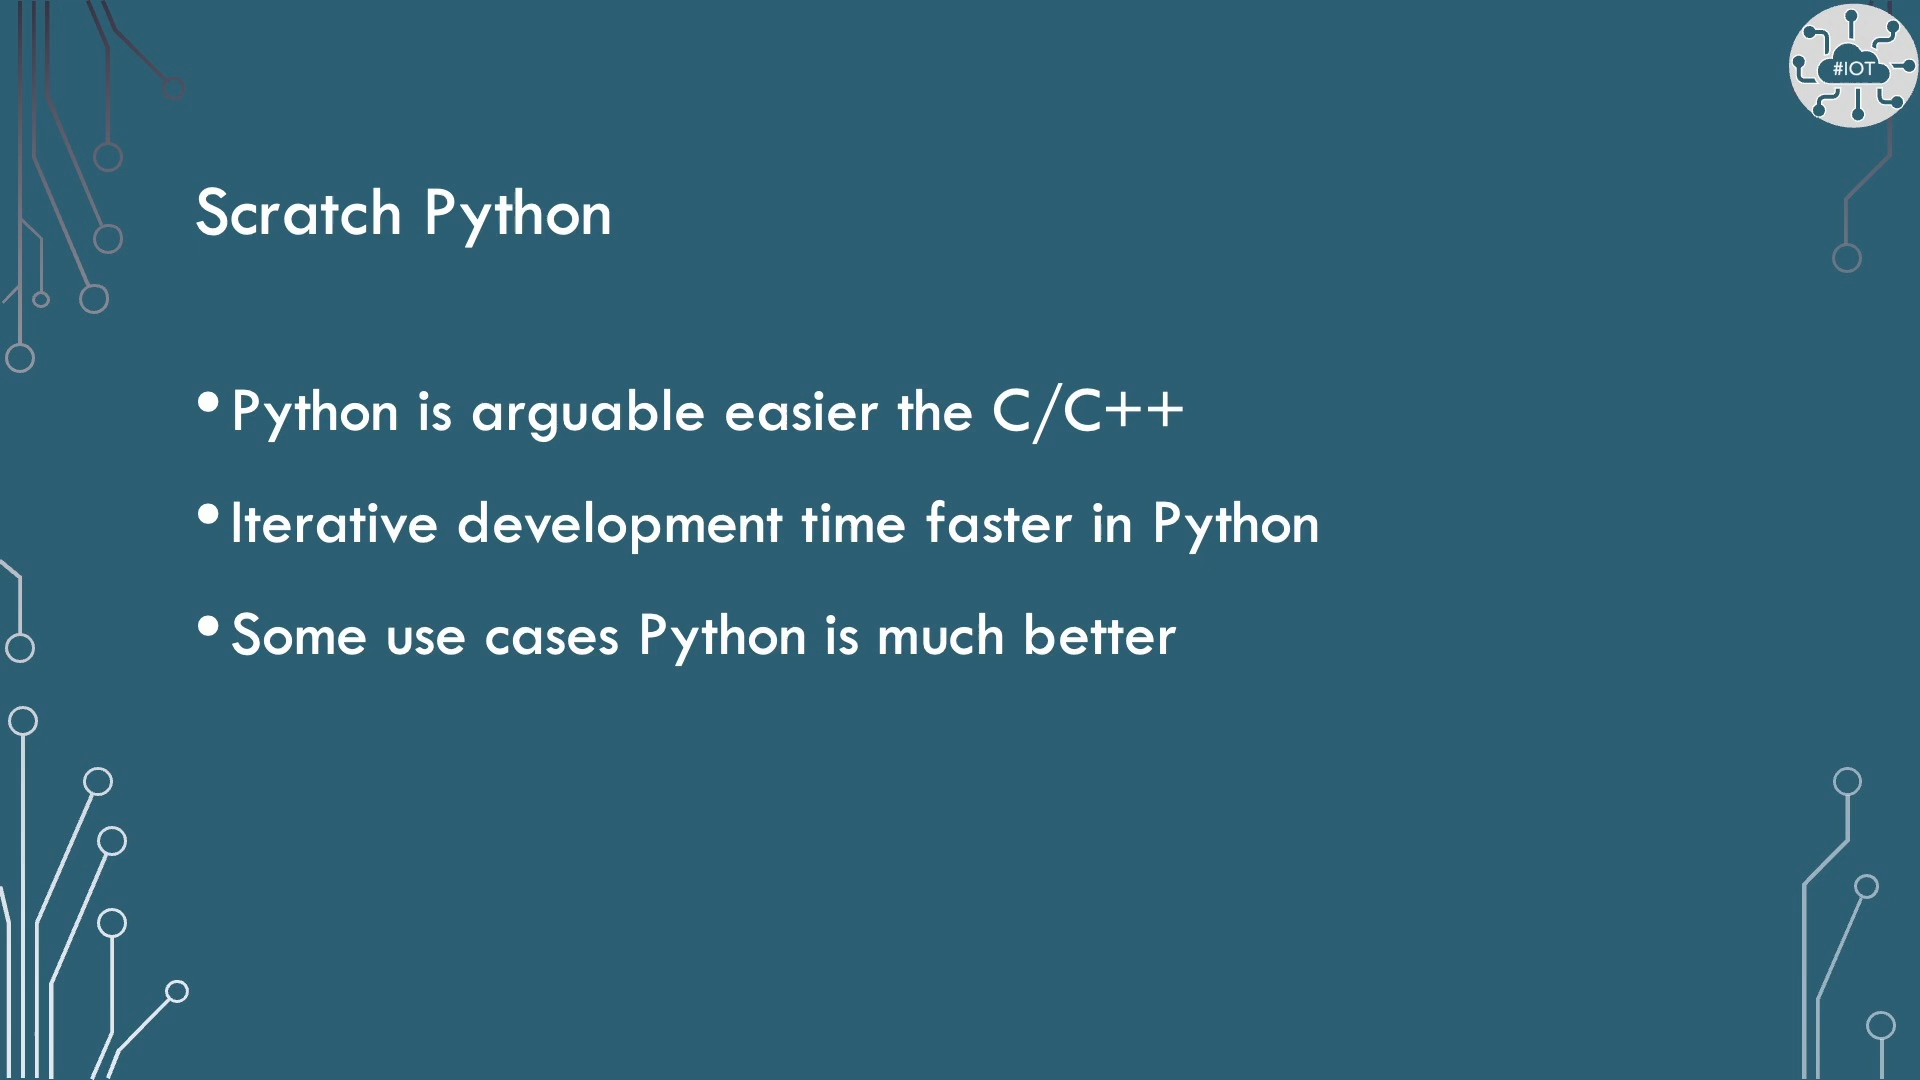 #IOT
Scratch Python
• Python is arguable easier the C/C++
• Iterative development time faster in Python
• Some use cases Python is much better